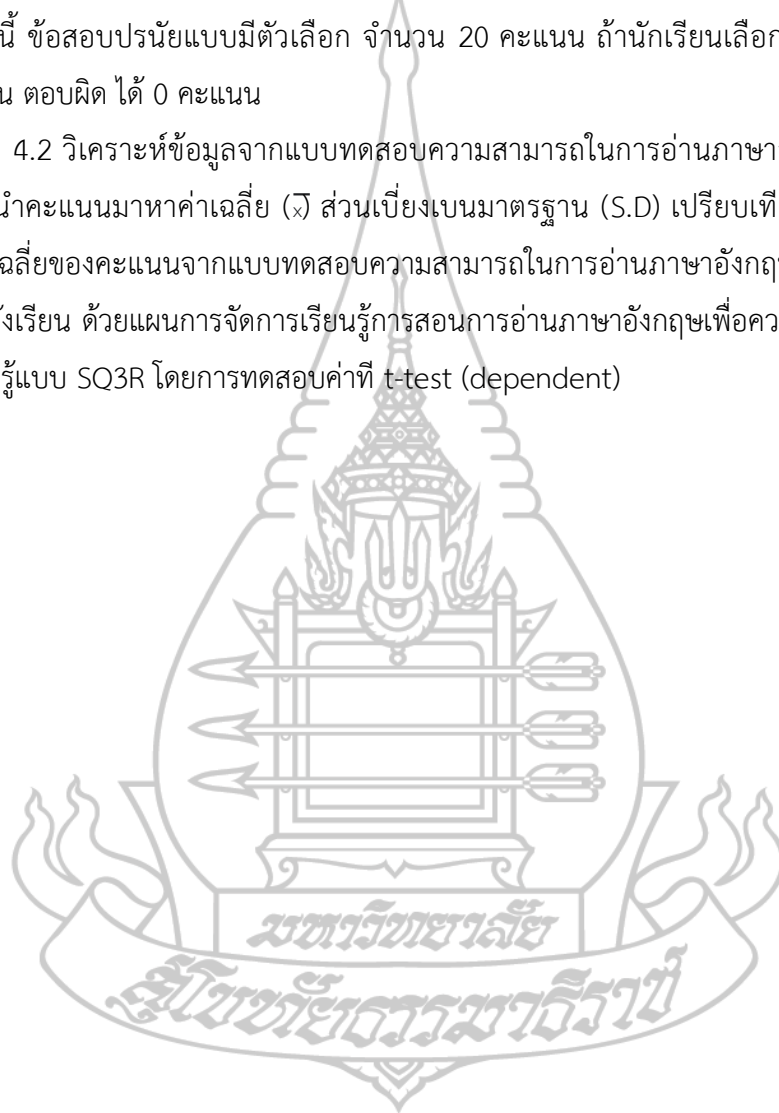 นี้ ข้อสอบปรนัยแบบมีตัวเลือก จำนวน 20 คะแนน ถ้านักเรียนเลือก
น ตอบผิด ได้ 0 คะแนน
4.2 วิเคราะห์ข้อมูลจากแบบทดสอบความสามารถในการอ่านภาษา
นำคะแนนมาหาค่าเฉลี่ย (x̅) ส่วนเบี่ยงเบนมาตรฐาน (S.D) เปรียบเที
ฉลี่ยของคะแนนจากแบบทดสอบความสามารถในการอ่านภาษาอังกฤษ
ังเรียน ด้วยแผนการจัดการเรียนรู้การสอนการอ่านภาษาอังกฤษเพื่อคว
รู้แบบ SQ3R โดยการทดสอบค่าที t-test (dependent)
มหาวิทยาลัย
สุโขทัยธรรมาธิราช